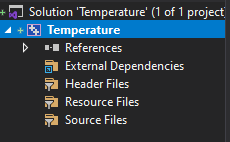 Solution 'Temperature' (1 of 1 project)
Temperature
References
External Dependencies
Header Files
Resource Files
Source Files